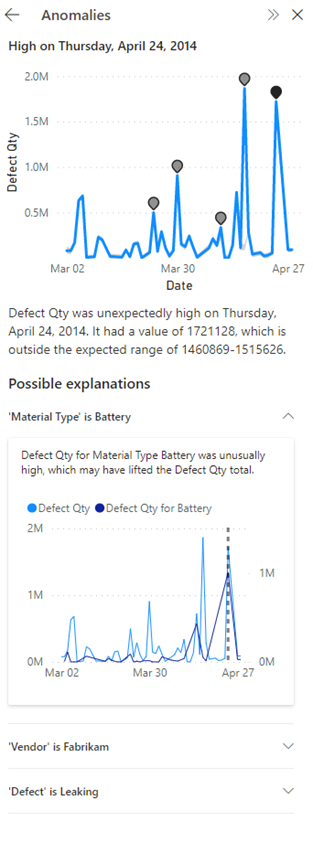 Anomalies
High on Thursday, April 24, 2014
2.0M
1.5M
1.0M
0.5M
Defect Qty
Mar 02
Mar 30
Apr 27
Date
Defect Qty was unexpectedly high on Thursday,
April 24, 2014. It had a value of 1721128, which is
outside the expected range of 1460869-1515626.
Possible explanations
'Material Type' is Battery
Defect Qty for Material Type Battery was unusually
high, which may have lifted the Defect Qty total.
Defect Qty Defect Qty for Battery
2M
1M
0M
1M
0M
Mar 02
Mar 30
Apr 27
'Vendor' is Fabrikam
'Defect' is Leaking